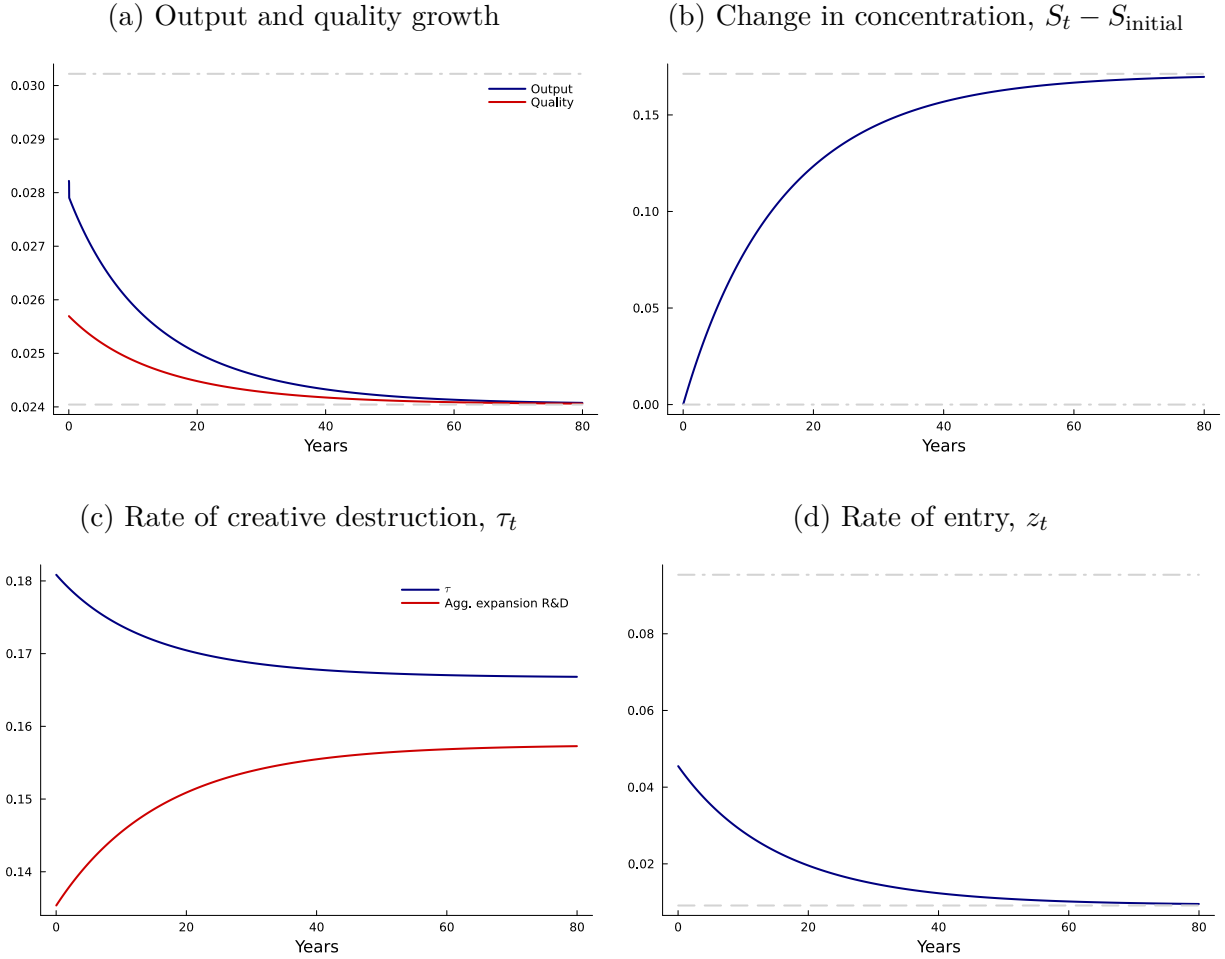 (a) Output and quality growth
0.030
0.029
0.028
0.027
0.026
0.025
0.024
Output
Quality
0 20 40 60 80
Years
(b) Change in concentration, $S_t - S_{\text{initial}}$
0.15
0.10
0.05
0.00
0 20 40 60 80
Years
(c) Rate of creative destruction, $\tau_t$
0.18
0.17
0.16
0.15
0.14
τ
Agg. expansion R&D
0 20 40 60 80
Years
(d) Rate of entry, $z_t$
0.08
0.06
0.04
0.02
0 20 40 60 80
Years